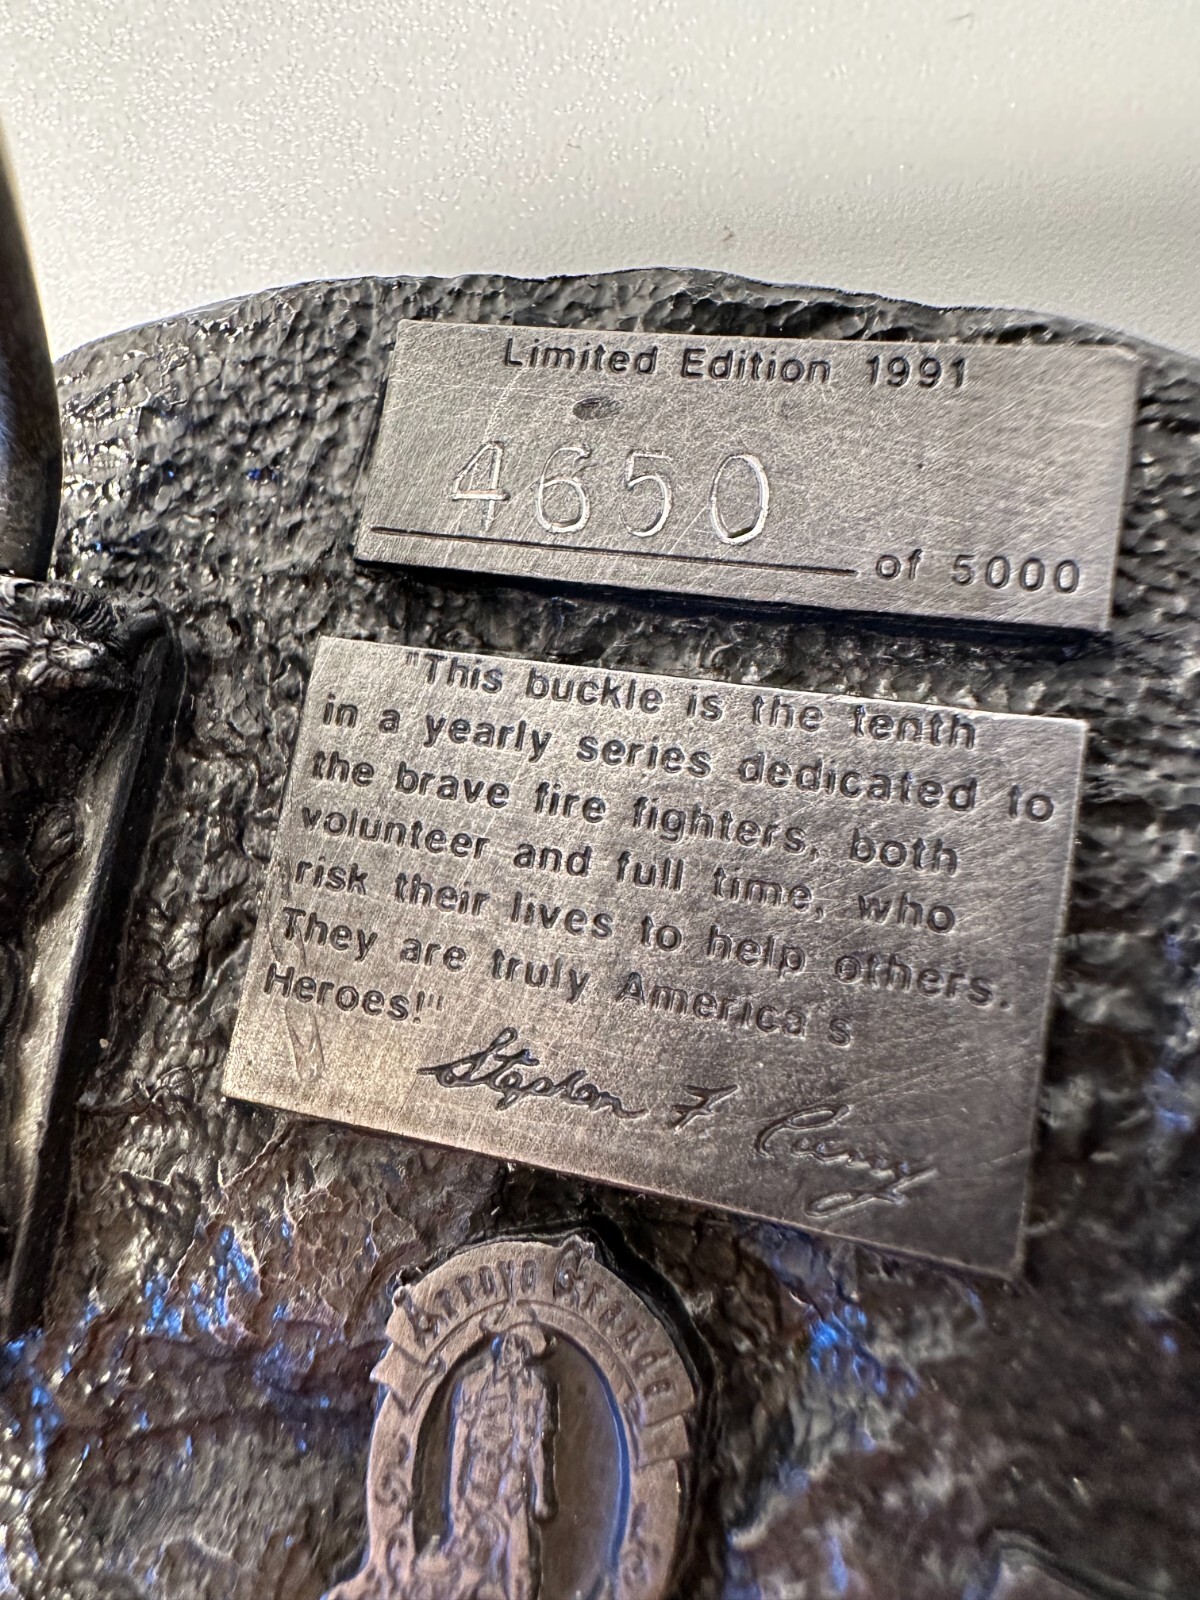 Limited Edition 1991
4650 of 5000
"This buckle is the tenth
in a yearly series dedicated to
the brave fire fighters, both
volunteer and full time, who
risk their lives to help others.
They are truly America's
Heroes!"
Stephen F
Arroyo Grande